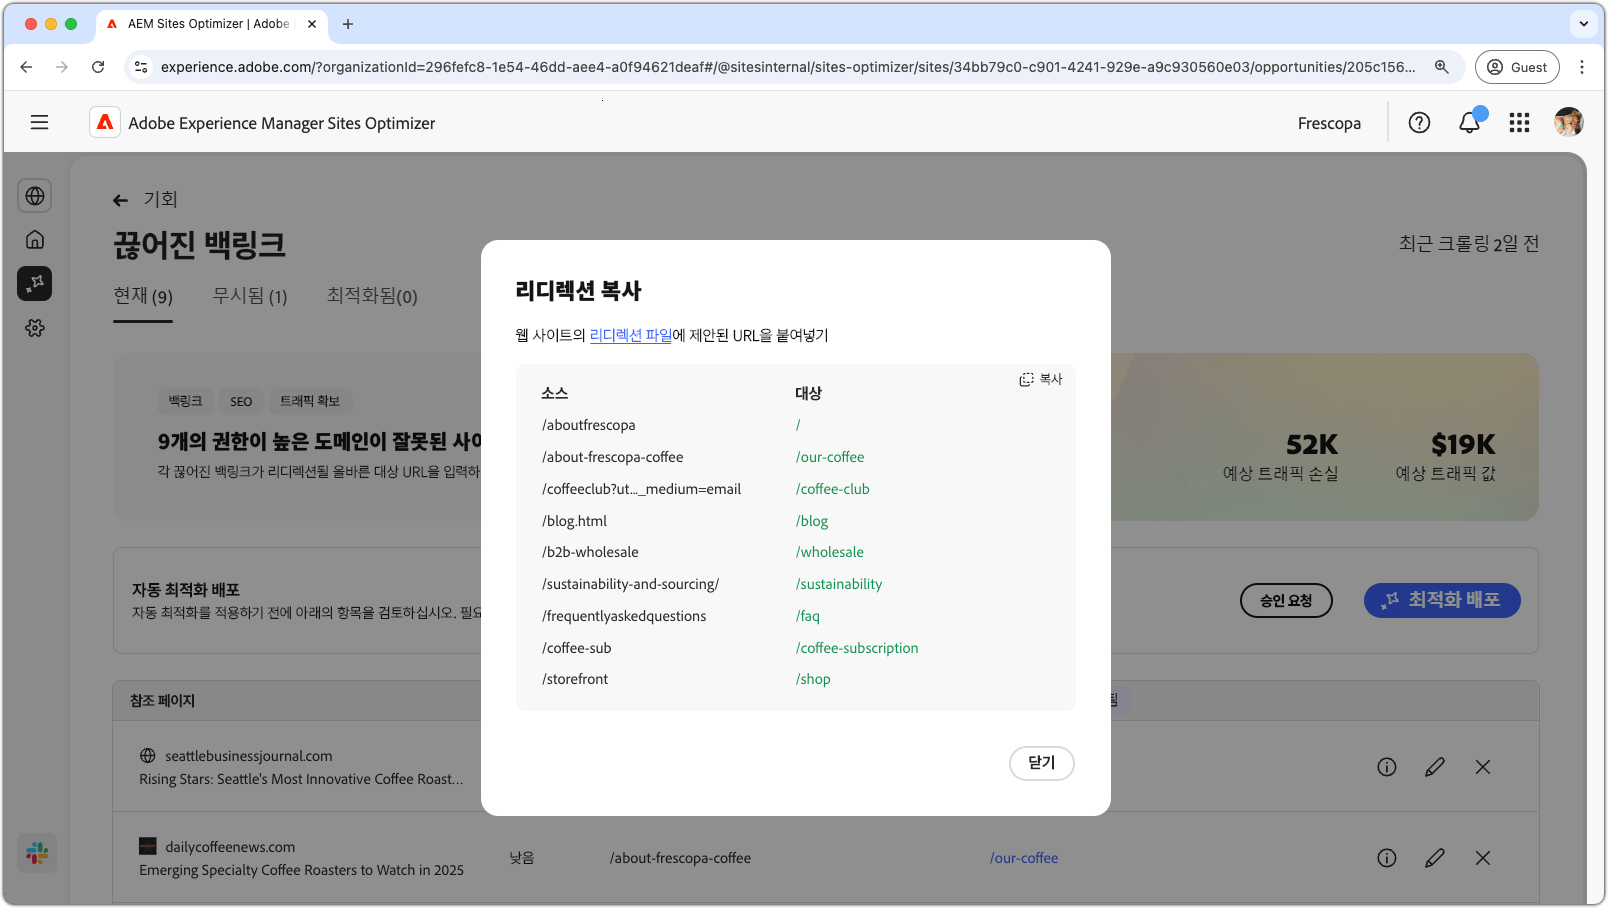 AEM Sites Optimizer | Adobe
experience.adobe.com/?organizationId=296fefc8-1e54-46dd-aee4-a0f94621deaf#/@sitesinternal/sites-optimizer/sites/34bb79c0-c901-4241-929e-a9c930560e03/opportunities/205c156...
Guest
Adobe Experience Manager Sites Optimizer
Frescopa
기회
끊어진 백링크
최근 크롤링 2일 전
현재 (9) 무시됨 (1) 최적화됨(0)
백링크 SEO 트래픽 확보
9개의 권한이 높은 도메인이 잘못된 사이
각 끊어진 백링크가 리디렉션될 올바른 대상 URL을 입력하
52K
예상 트래픽 손실
$19K
예상 트래픽 값
자동 최적화 배포
자동 최적화를 적용하기 전에 아래의 항목을 검토하십시오. 필요
승인 요청
최적화 배포
리디렉션 복사
웹 사이트의 리디렉션 파일에 제안된 URL을 붙여넣기
복사
소스 대상
/aboutfrescopa /
/about-frescopa-coffee /our-coffee
/coffeeclub?ut..._medium=email /coffee-club
/blog.html /blog
/b2b-wholesale /wholesale
/sustainability-and-sourcing/ /sustainability
/frequentlyaskedquestions /faq
/coffee-sub /coffee-subscription
/storefront /shop
닫기
참조 페이지
seattlebusinessjournal.com
Rising Stars: Seattle's Most Innovative Coffee Roast...
dailycoffeenews.com
Emerging Specialty Coffee Roasters to Watch in 2025
낮음 /about-frescopa-coffee /our-coffee